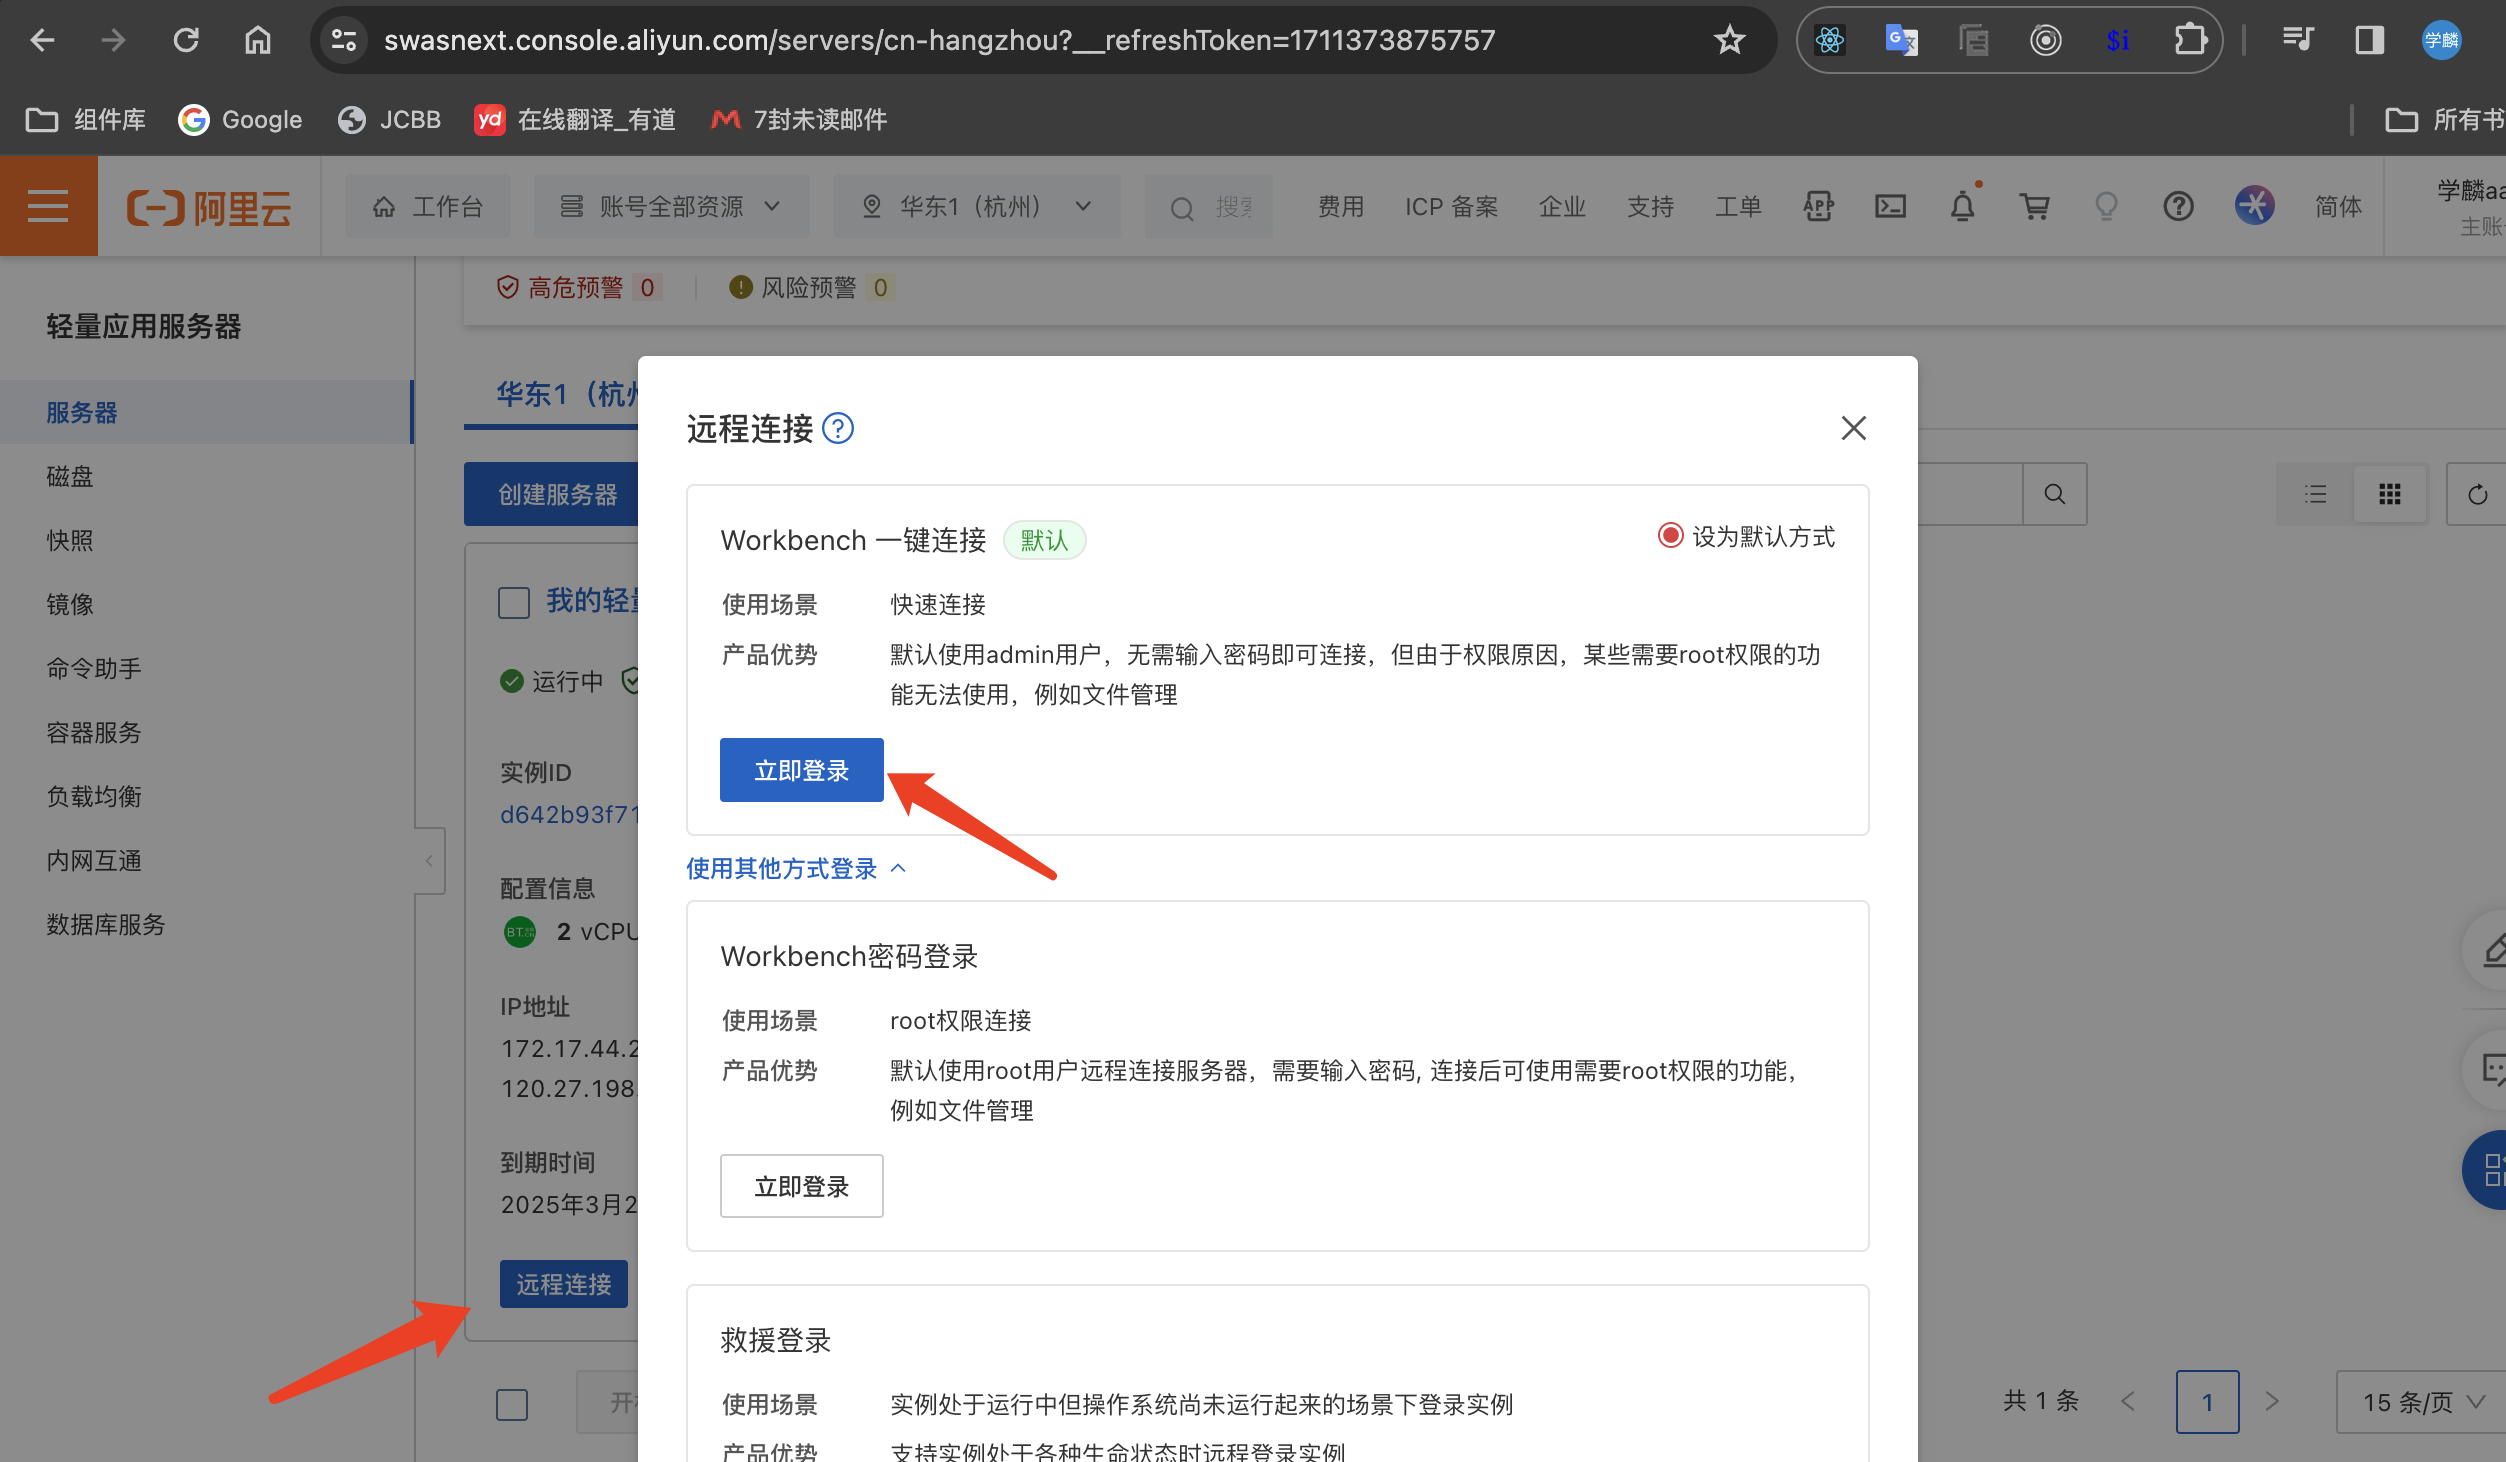 swasnext.console.aliyun.com/servers/cn-hangzhou?__refreshToken=1711373875757
$i
学麟
组件库
Google
JCBB
yd 在线翻译_有道
7封未读邮件
所有书
阿里云
工作台
账号全部资源
华东1（杭州）
搜索
费用
ICP 备案
企业
支持
工单
APP
简体
学麟aa
主账
高危预警 0
风险预警 0
轻量应用服务器
服务器
磁盘
快照
镜像
命令助手
容器服务
负载均衡
内网互通
数据库服务
华东1（杭州
创建服务器
我的轻量
运行中
实例ID
d642b93f71
配置信息
BT.CN 2 vCPU
IP地址
172.17.44.2
120.27.198.
到期时间
2025年3月2
远程连接
远程连接
Workbench 一键连接 默认
设为默认方式
使用场景 快速连接
产品优势 默认使用admin用户，无需输入密码即可连接，但由于权限原因，某些需要root权限的功
能无法使用，例如文件管理
立即登录
使用其他方式登录
Workbench密码登录
使用场景 root权限连接
产品优势 默认使用root用户远程连接服务器，需要输入密码, 连接后可使用需要root权限的功能，
例如文件管理
立即登录
救援登录
使用场景 实例处于运行中但操作系统尚未运行起来的场景下登录实例
产品优势 支持实例处于各种生命状态时远程登录实例
共 1 条
1
15 条/页